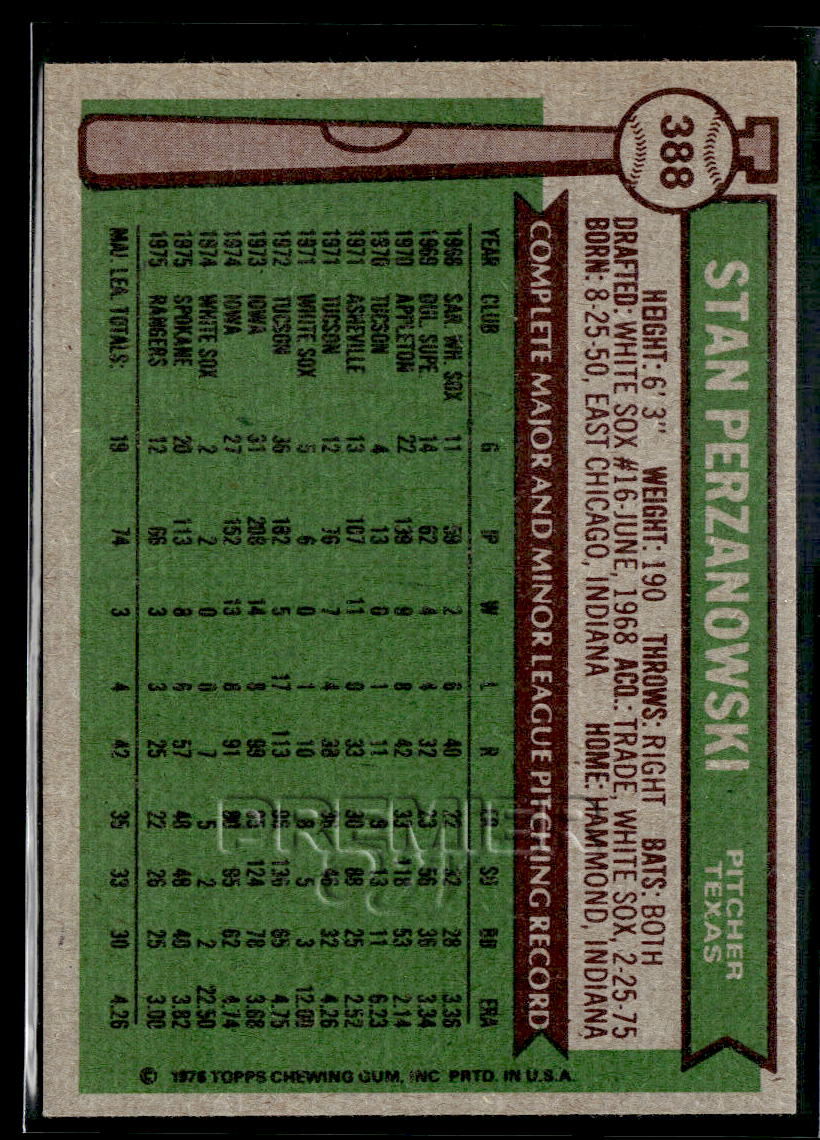 388
STAN PERZANOWSKI
PITCHER
TEXAS
HEIGHT: 6' 3" WEIGHT: 190 THROWS: RIGHT BATS: BOTH
DRAFTED: WHITE SOX #16-JUNE, 1968 ACQ.: TRADE, WHITE SOX, 2-25-75
BORN: 8-25-50, EAST CHICAGO, INDIANA HOME: HAMMOND, INDIANA
COMPLETE MAJOR AND MINOR LEAGUE PITCHING RECORD
YEAR CLUB G IP W L R ER SO BB ERA
1968 SAR. WH. SOX 11 59 2 6 40 22 28 3.36
1969 DUL. SUPE. 14 62 4 4 32 23 56 36 3.34
1970 APPLETON 22 139 9 8 42 33 118 53 2.14
1970 TUCSON 4 13 0 1 11 9 13 11 6.23
1971 ASHEVILLE 13 107 11 0 33 30 88 25 2.52
1971 TUCSON 12 76 7 4 38 36 46 32 4.26
1971 WHITE SOX 5 6 0 1 10 8 5 3 12.00
1972 TUCSON 36 182 5 17 113 96 136 65 4.75
1973 IOWA 31 208 14 8 99 85 124 78 3.68
1974 IOWA 27 152 13 6 91 80 95 62 4.74
1974 WHITE SOX 2 2 0 0 7 5 2 2 22.50
1975 SPOKANE 20 113 8 6 57 48 48 40 3.82
1975 RANGERS 12 66 3 3 25 22 26 25 3.00
MAJ. LEA. TOTALS: 19 74 3 4 42 35 33 30 4.26
© 1976 TOPPS CHEWING GUM, INC. PRTD. IN U.S.A.
PREMIER